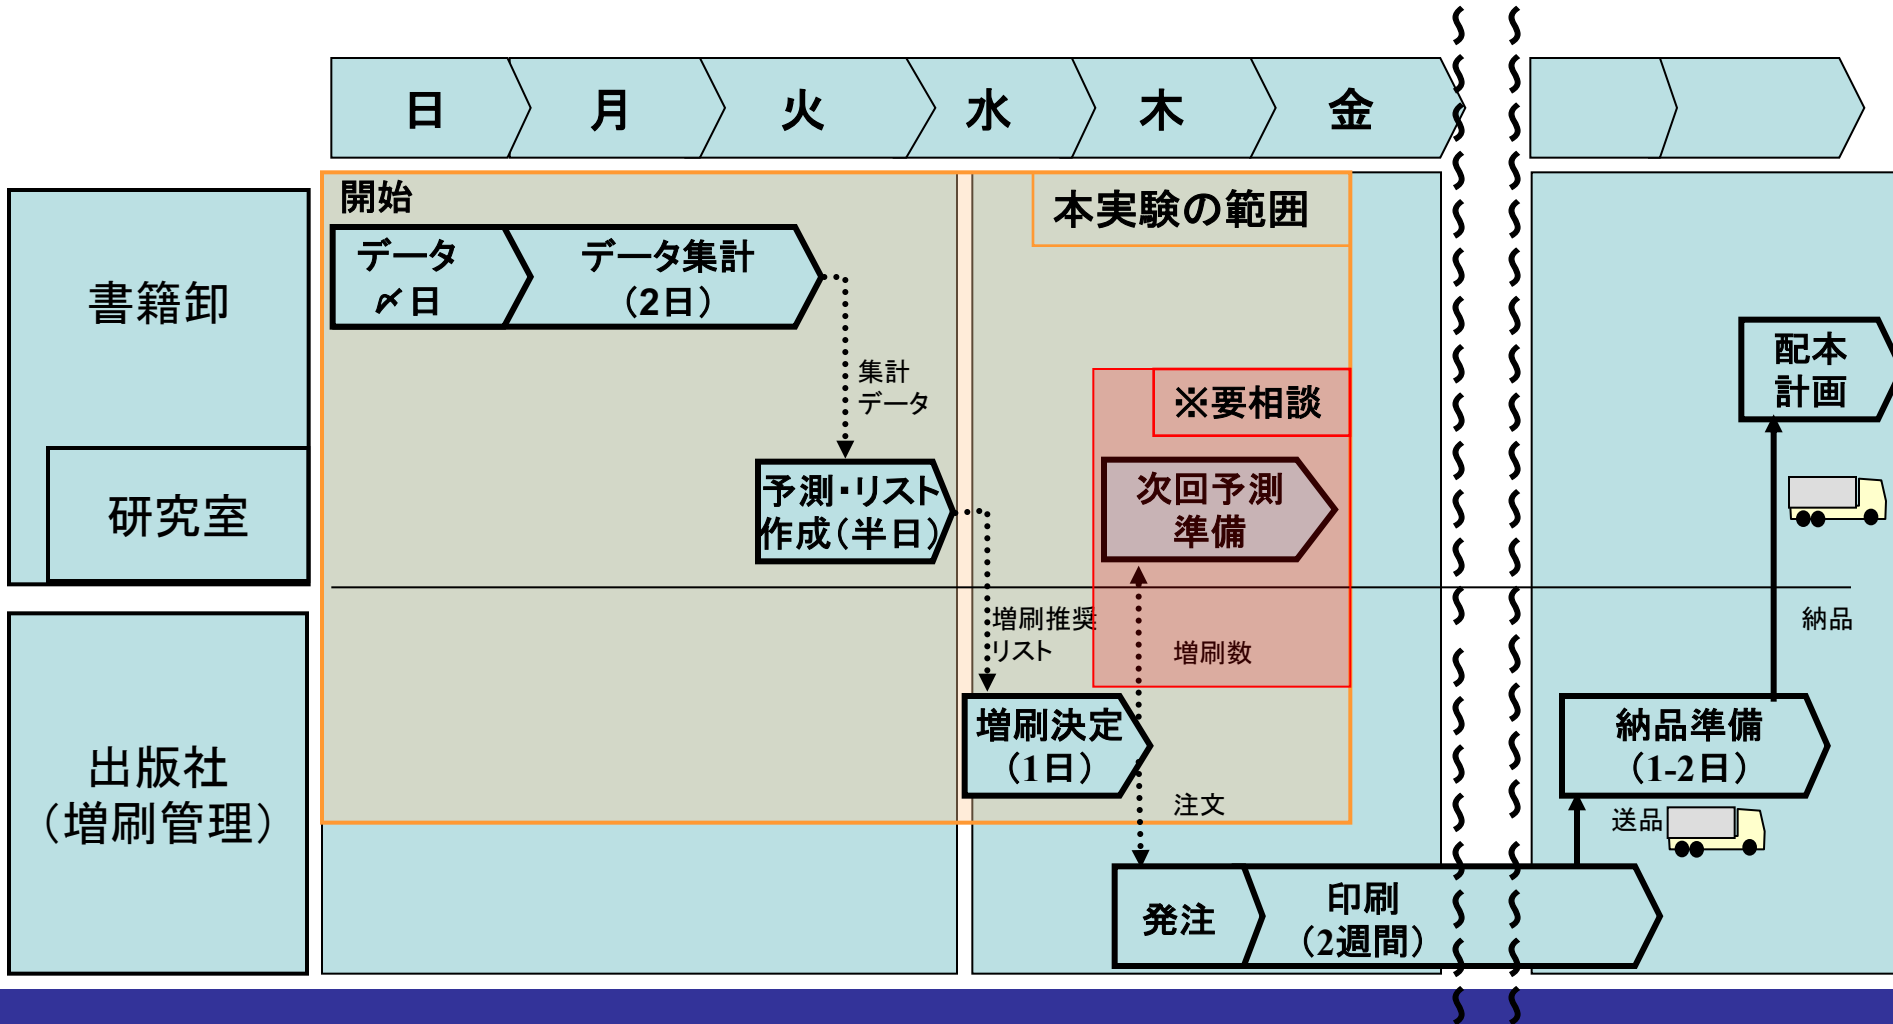 日 月 火 水 木 金
開始
本実験の範囲
データ
〆日
データ集計
(2日)
書籍卸
集計
データ
※要相談
配本
計画
研究室
予測・リスト
作成(半日)
次回予測
準備
増刷推奨
リスト
増刷数
納品
出版社
(増刷管理)
増刷決定
(1日)
納品準備
(1-2日)
注文
送品
発注
印刷
(2週間)